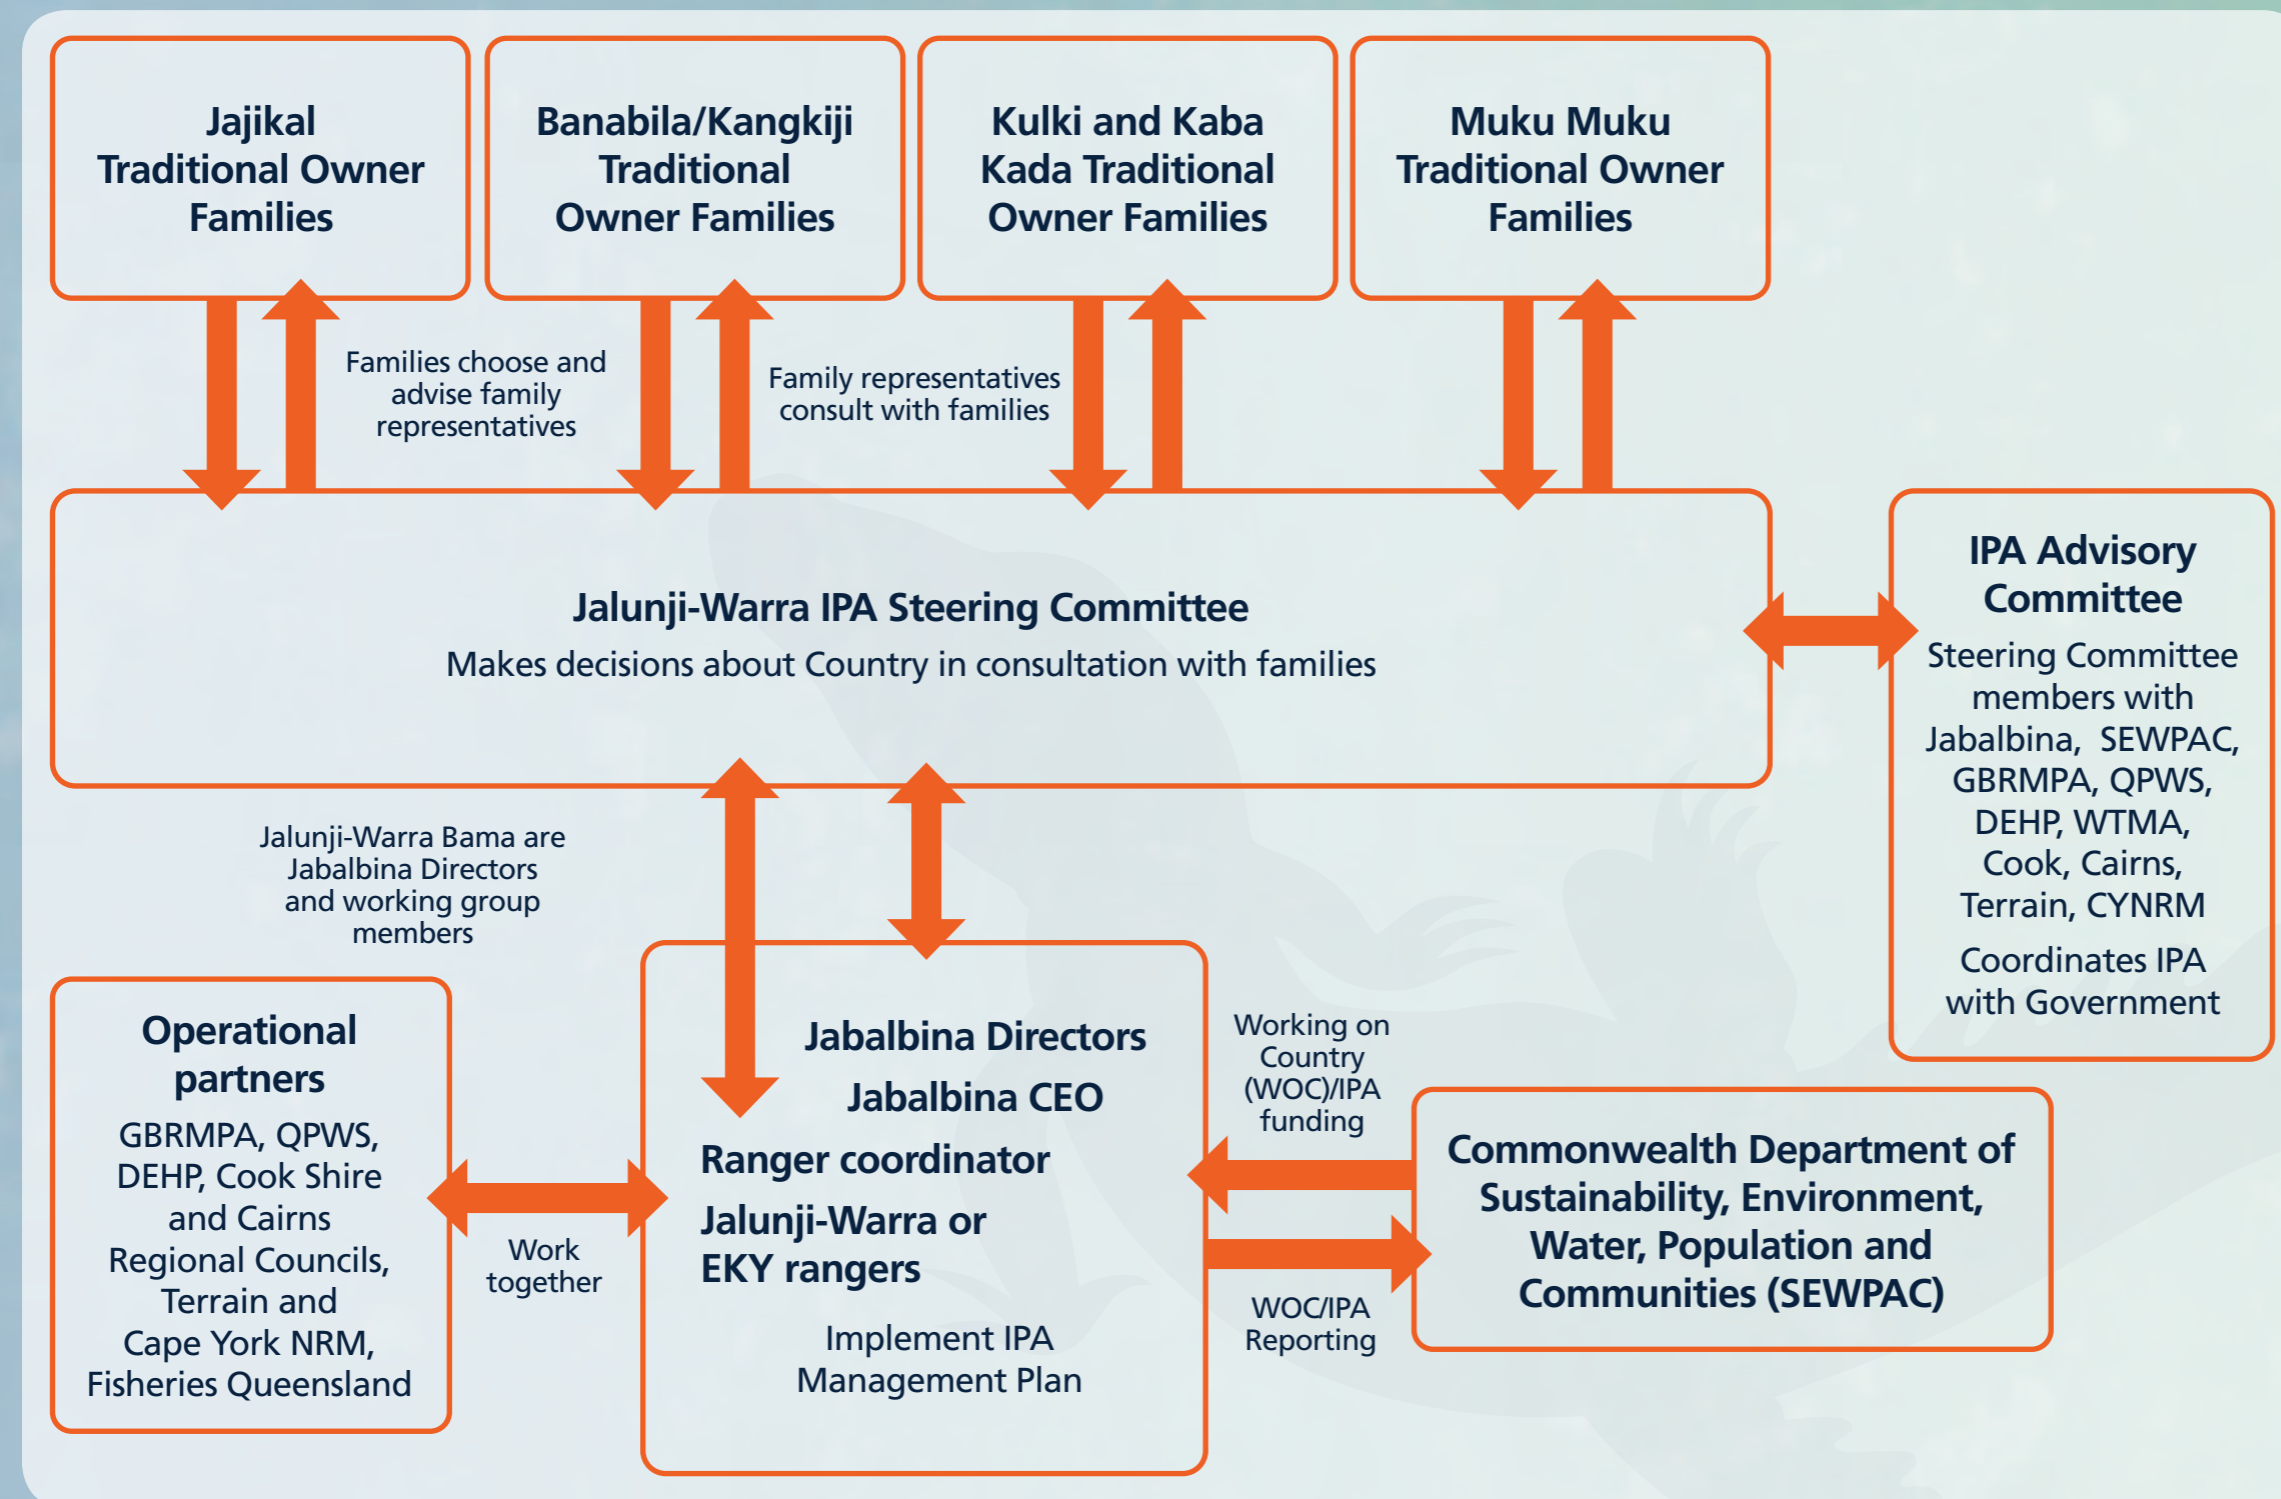 Jajikal
Traditional Owner
Families
Banabila/Kangkiji
Traditional
Owner Families
Kulki and Kaba
Kada Traditional
Owner Families
Muku Muku
Traditional Owner
Families
Families choose and
advise family
representatives
Family representatives
consult with families
Jalunji-Warra IPA Steering Committee
Makes decisions about Country in consultation with families
IPA Advisory
Committee
Steering Committee
members with
Jabalbina, SEWPAC,
GBRMPA, QPWS,
DEHP, WTMA,
Cook, Cairns,
Terrain, CYNRM
Coordinates IPA
with Government
Jalunji-Warra Bama are
Jabalbina Directors
and working group
members
Operational
partners
GBRMPA, QPWS,
DEHP, Cook Shire
and Cairns
Regional Councils,
Terrain and
Cape York NRM,
Fisheries Queensland
Work
together
Jabalbina Directors
Jabalbina CEO
Ranger coordinator
Jalunji-Warra or
EKY rangers
Implement IPA
Management Plan
Working on
Country
(WOC)/IPA
funding
WOC/IPA
Reporting
Commonwealth Department of
Sustainability, Environment,
Water, Population and
Communities (SEWPAC)